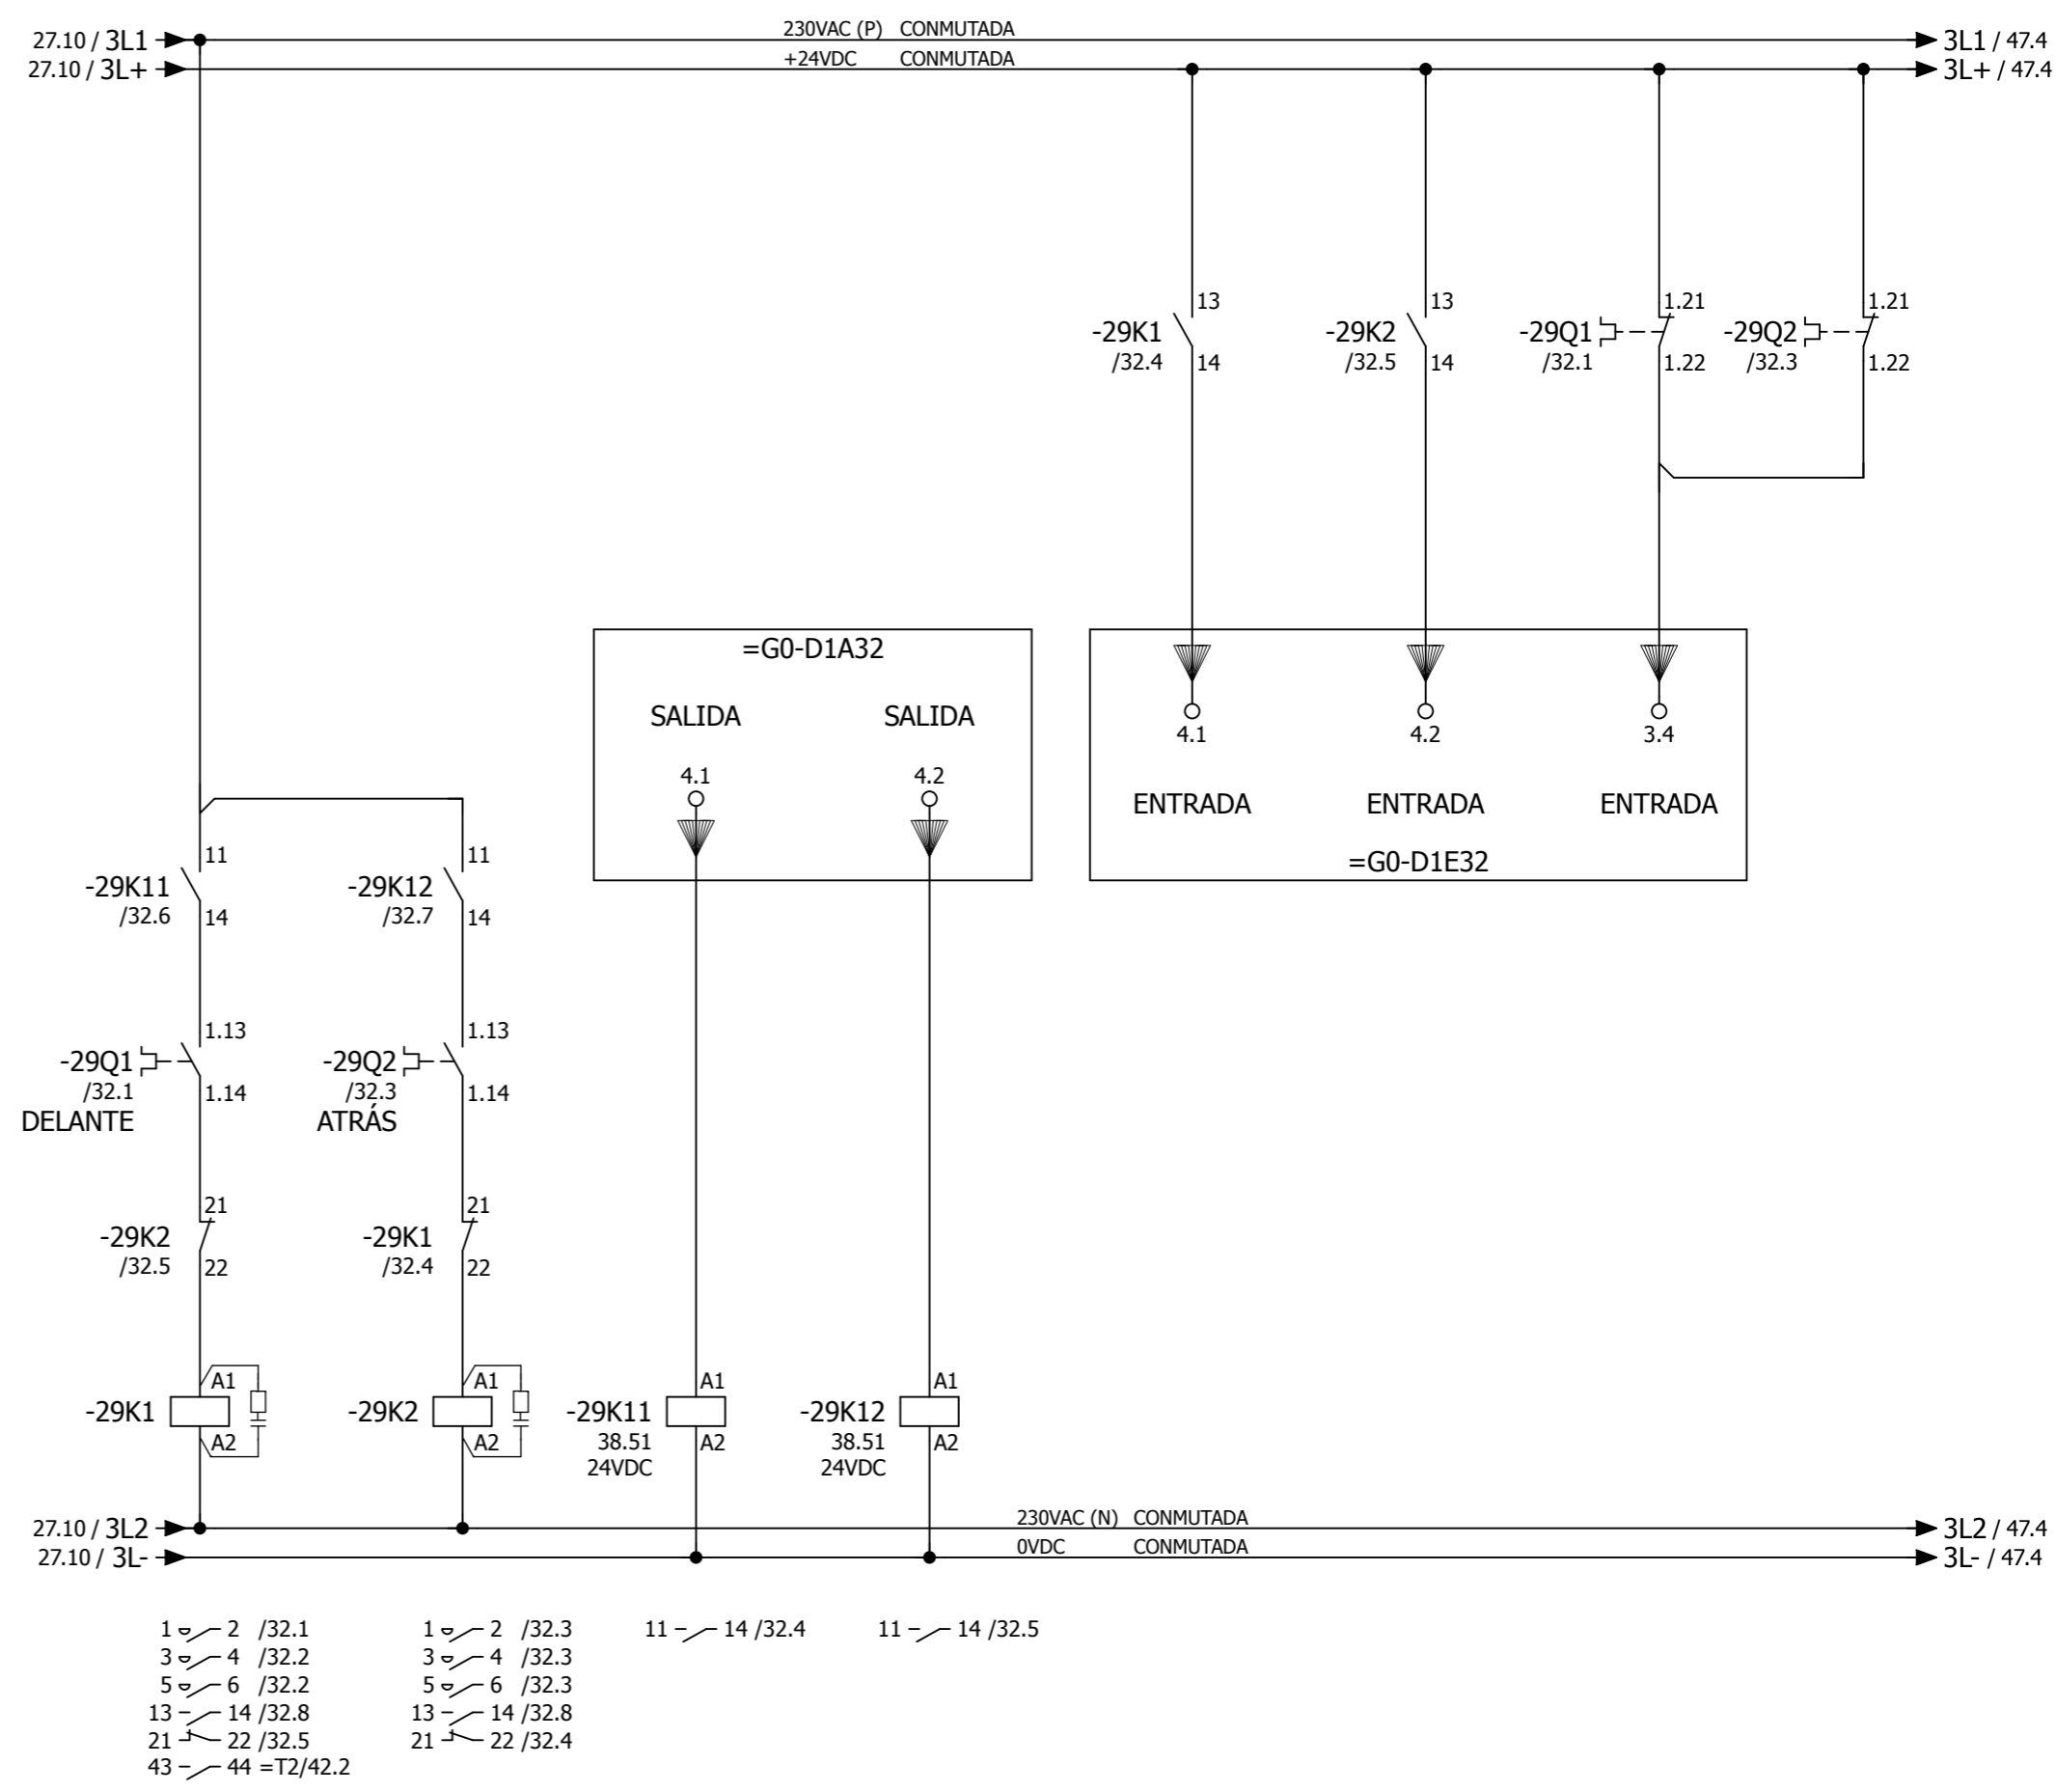 27.10 / 3L1 230VAC (P) CONMUTADA 3L1 / 47.4
27.10 / 3L+ +24VDC CONMUTADA 3L+ / 47.4
13 13 1.21 1.21
-29K1 -29K2 -29Q1 -29Q2
/32.4 14 /32.5 14 /32.1 1.22 /32.3 1.22
=G0-D1A32
SALIDA SALIDA
4.1 4.2 3.4
4.1 4.2
ENTRADA ENTRADA ENTRADA
=G0-D1E32
11 11
-29K11 -29K12
/32.6 14 /32.7 14
1.13 1.13
-29Q1 -29Q2
/32.1 1.14 /32.3 1.14
DELANTE ATRÁS
21 21
-29K2 -29K1
/32.5 22 /32.4 22
A1 A1 A1 A1
-29K1 -29K2 -29K11 -29K12
A2 A2 38.51 A2 38.51 A2
24VDC 24VDC
27.10 / 3L2 230VAC (N) CONMUTADA 3L2 / 47.4
27.10 / 3L- 0VDC CONMUTADA 3L- / 47.4
1 2 /32.1 1 2 /32.3 11 14 /32.4 11 14 /32.5
3 4 /32.2 3 4 /32.3
5 6 /32.2 5 6 /32.3
13 14 /32.8 13 14 /32.8
21 22 /32.5 21 22 /32.4
43 44 =T2/42.2